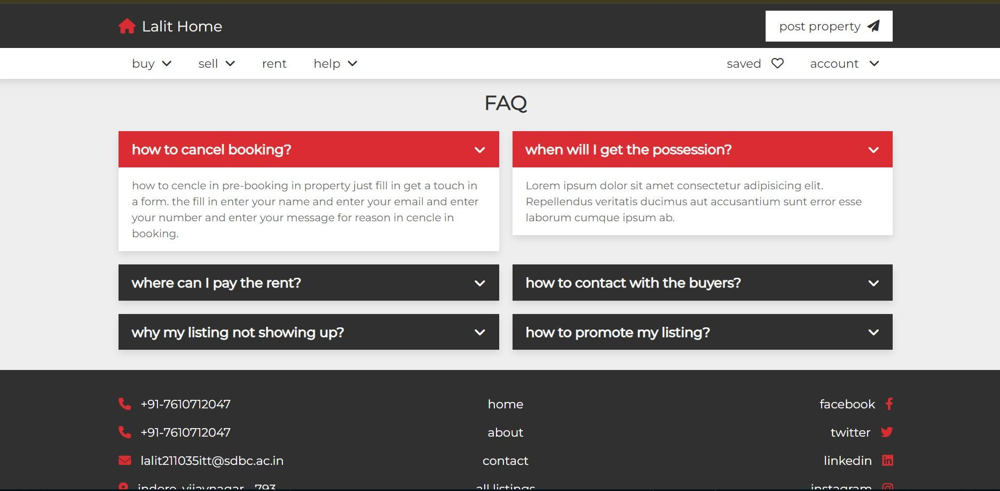 Lalit Home
post property
buy
sell
rent
help
saved
account
FAQ
how to cancel booking?
how to cencle in pre-booking in property just fill in get a touch in
a form. the fill in enter your name and enter your email and enter
your number and enter your message for reason in cencle in
booking.
when will I get the possession?
Lorem ipsum dolor sit amet consectetur adipisicing elit.
Repellendus veritatis ducimus aut accusantium sunt error esse
laborum cumque ipsum ab.
where can I pay the rent?
how to contact with the buyers?
why my listing not showing up?
how to promote my listing?
+91-7610712047
+91-7610712047
lalit211035itt@sdbc.ac.in
indore, vijaynagar - 793
home
about
contact
all listings
facebook
twitter
linkedin
instagram